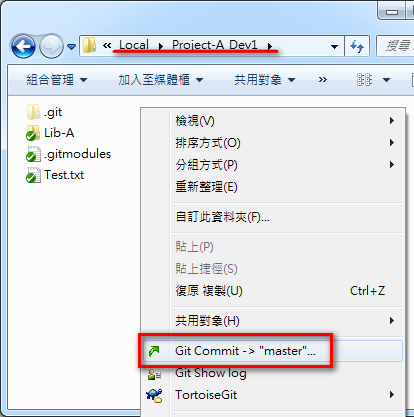 « Local ▸ Project-A_Dev1 ▸
搜尋
組合管理 ▼ 加入至媒體櫃 ▼ 共用對象 ▼ »
.git
Lib-A
.gitmodules
Test.txt
檢視(V)
排序方式(O)
分組方式(P)
重新整理(E)
自訂此資料夾(F)...
貼上(P)
貼上捷徑(S)
復原 複製(U) Ctrl+Z
共用對象(H)
Git Commit -> "master"...
Git Show log
TortoiseGit